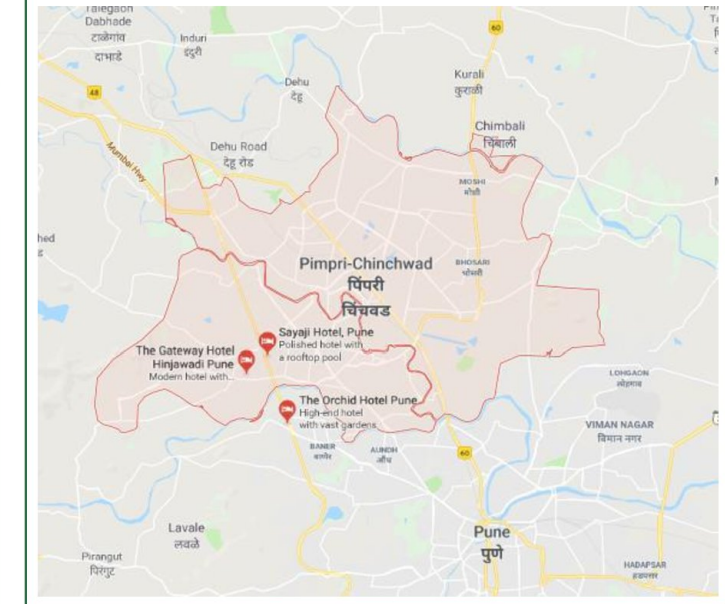 Talegaon
Dabhade
टाळेगांव
दाभाडे
Induri
इंदुरी
60
Kurali
कुराळी
Dehu
देहू
48
Chimbali
चिंबाली
Mumbai Hwy
Dehu Road
देहू रोड
MOSHI
मोशी
Pimpri-Chinchwad
पिंपरी
चिंचवड
BHOSARI
भोसरी
Sayaji Hotel, Pune
Polished hotel with
a rooftop pool
The Gateway Hotel
Hinjawadi Pune
Modern hotel with...
The Orchid Hotel Pune
High-end hotel
with vast gardens
LOHGAON
लोहगाव
VIMAN NAGAR
विमान नगर
BANER
बाणेर
AUNDH
औंध
60
Lavale
लवळे
Pune
पुणे
Pirangut
पिरंगुट
HADAPSAR
हडपसर